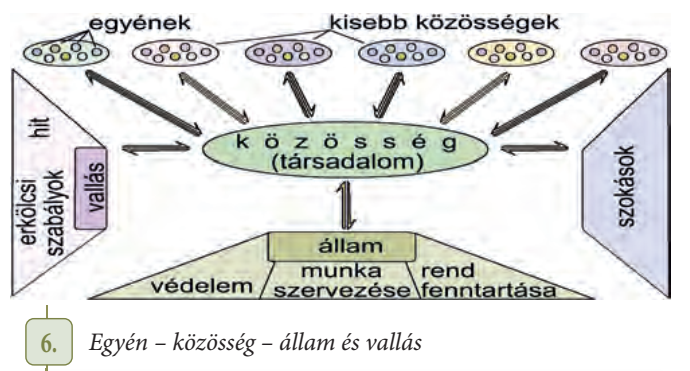 egyének
kisebb közösségek
közösség
(társadalom)
hit
erkölcsi
szabályok
vallás
szokások
állam
védelem
munka
szervezése
rend
fenntartása
6.
Egyén – közösség – állam és vallás